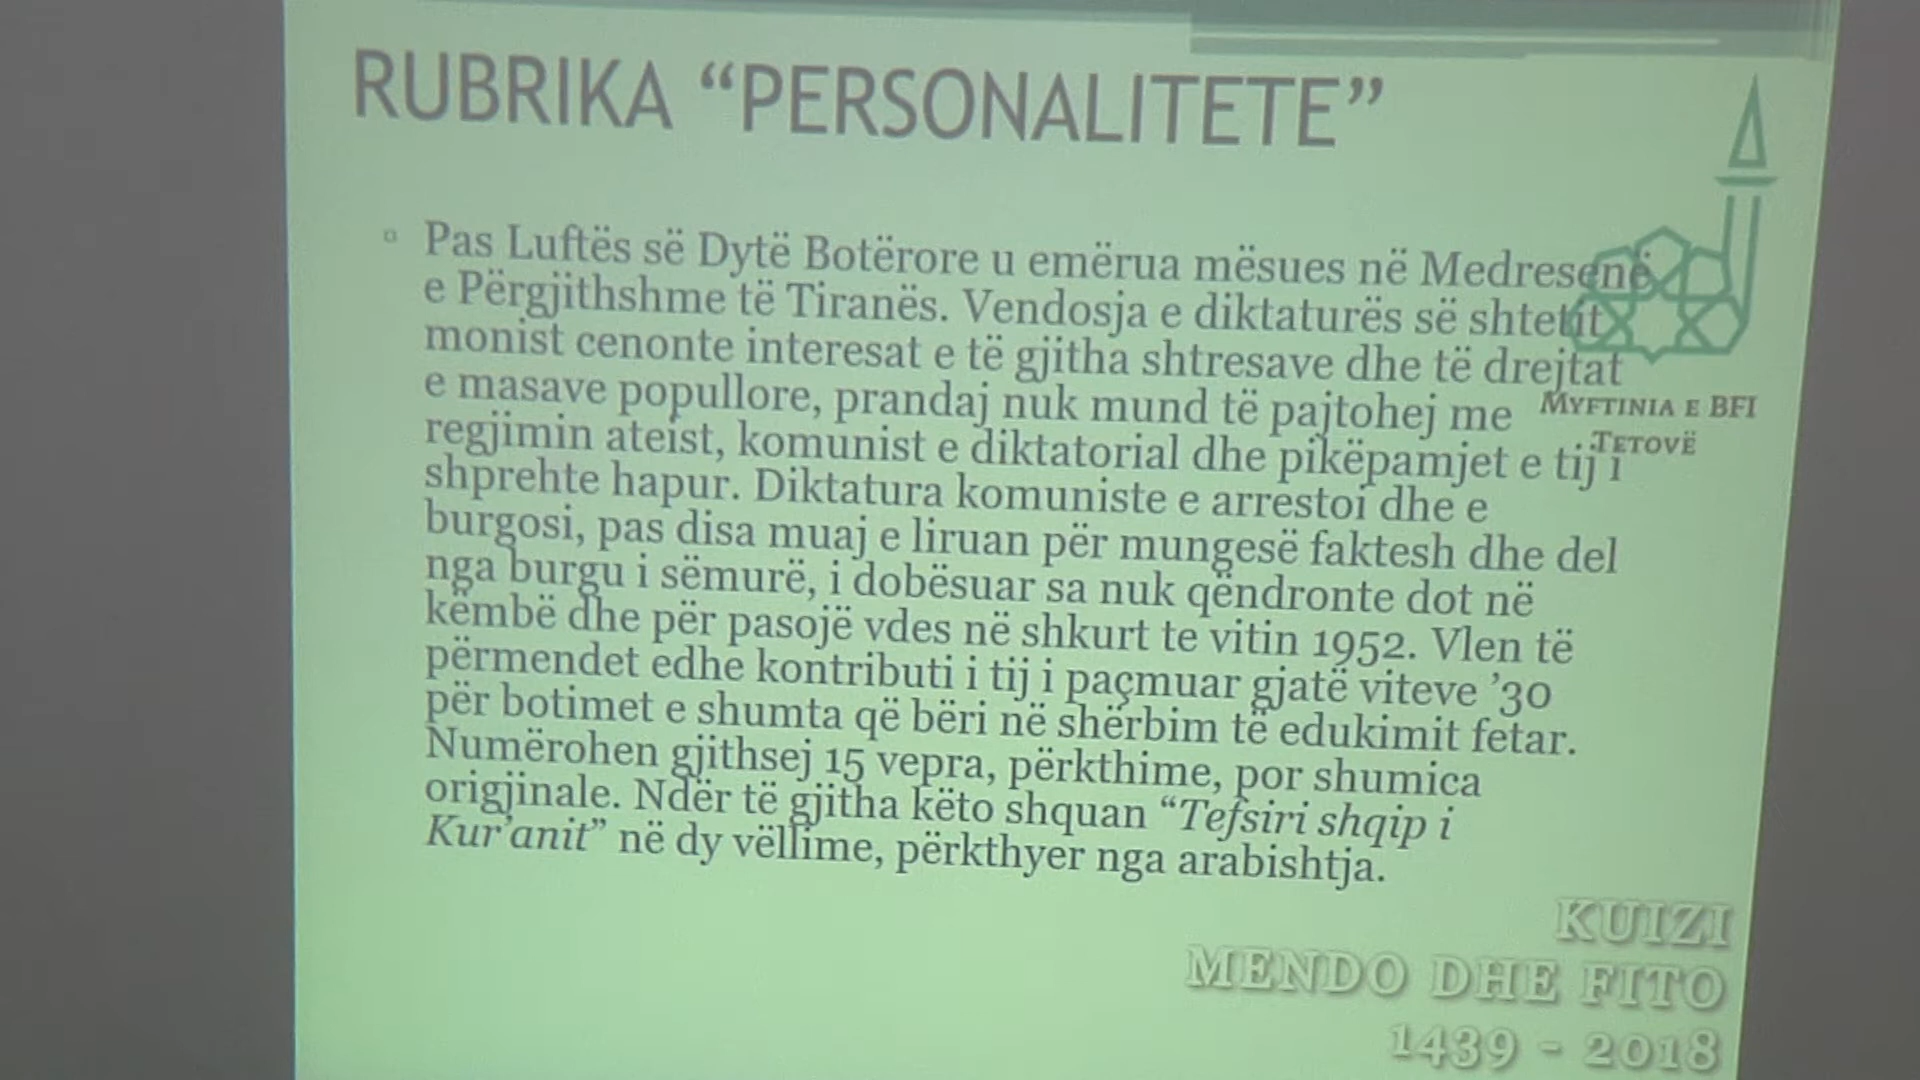 RUBRIKA “PERSONALITETE”
Pas Luftës së Dytë Botërore u emërua mësues në Medresenë
e Përgjithshme të Tiranës. Vendosja e diktaturës së shtetit
monist cenonte interesat e të gjitha shtresave dhe të drejtat
e masave popullore, prandaj nuk mund të pajtohej me
regjimin ateist, komunist e diktatorial dhe pikëpamjet e tij i
shprehte hapur. Diktatura komuniste e arrestoi dhe e
burgosi, pas disa muaj e liruan për mungesë faktesh dhe del
nga burgu i sëmurë, i dobësuar sa nuk qëndronte dot në
këmbë dhe për pasojë vdes në shkurt te vitin 1952. Vlen të
përmendet edhe kontributi i tij i paçmuar gjatë viteve ’30
për botimet e shumta që bëri në shërbim të edukimit fetar.
Numërohen gjithsej 15 vepra, përkthime, por shumica
origjinale. Ndër të gjitha këto shquan “Tefsiri shqip i
Kur’anit” në dy vëllime, përkthyer nga arabishtja.
MYFTINIA E BFI
TETOVË
KUIZI
MENDO DHE FITO
1439 - 2018